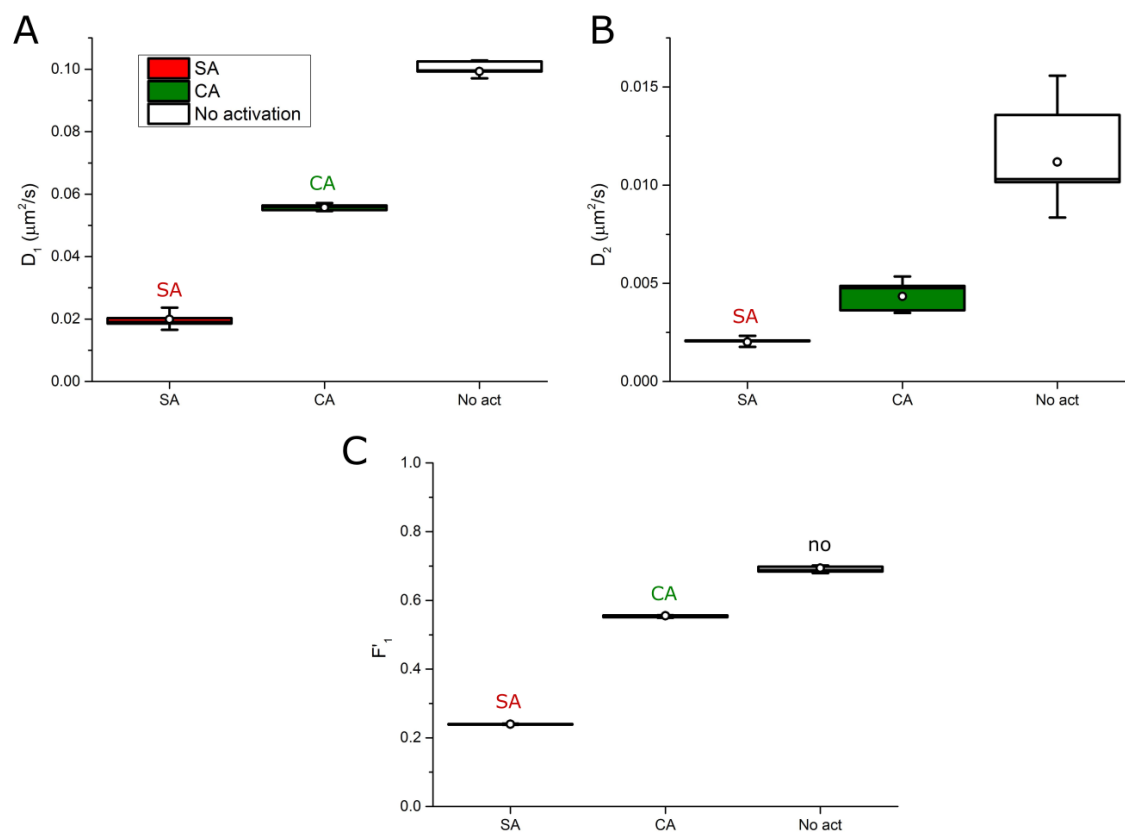 A
0.10
0.08
0.06
0.04
0.02
0.00
D₁ (μm²/s)
SA
CA
No activation
SA
CA
SA
CA
No act
B
0.015
0.010
0.005
0.000
D₂ (μm²/s)
SA
SA
CA
No act
C
1.0
0.8
0.6
0.4
0.2
0.0
F'₁
SA
CA
no
SA
CA
No act